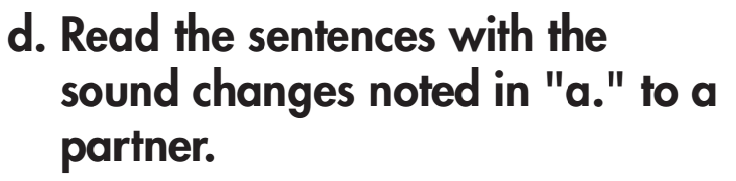 d. Read the sentences with the
sound changes noted in "a." to a
partner.